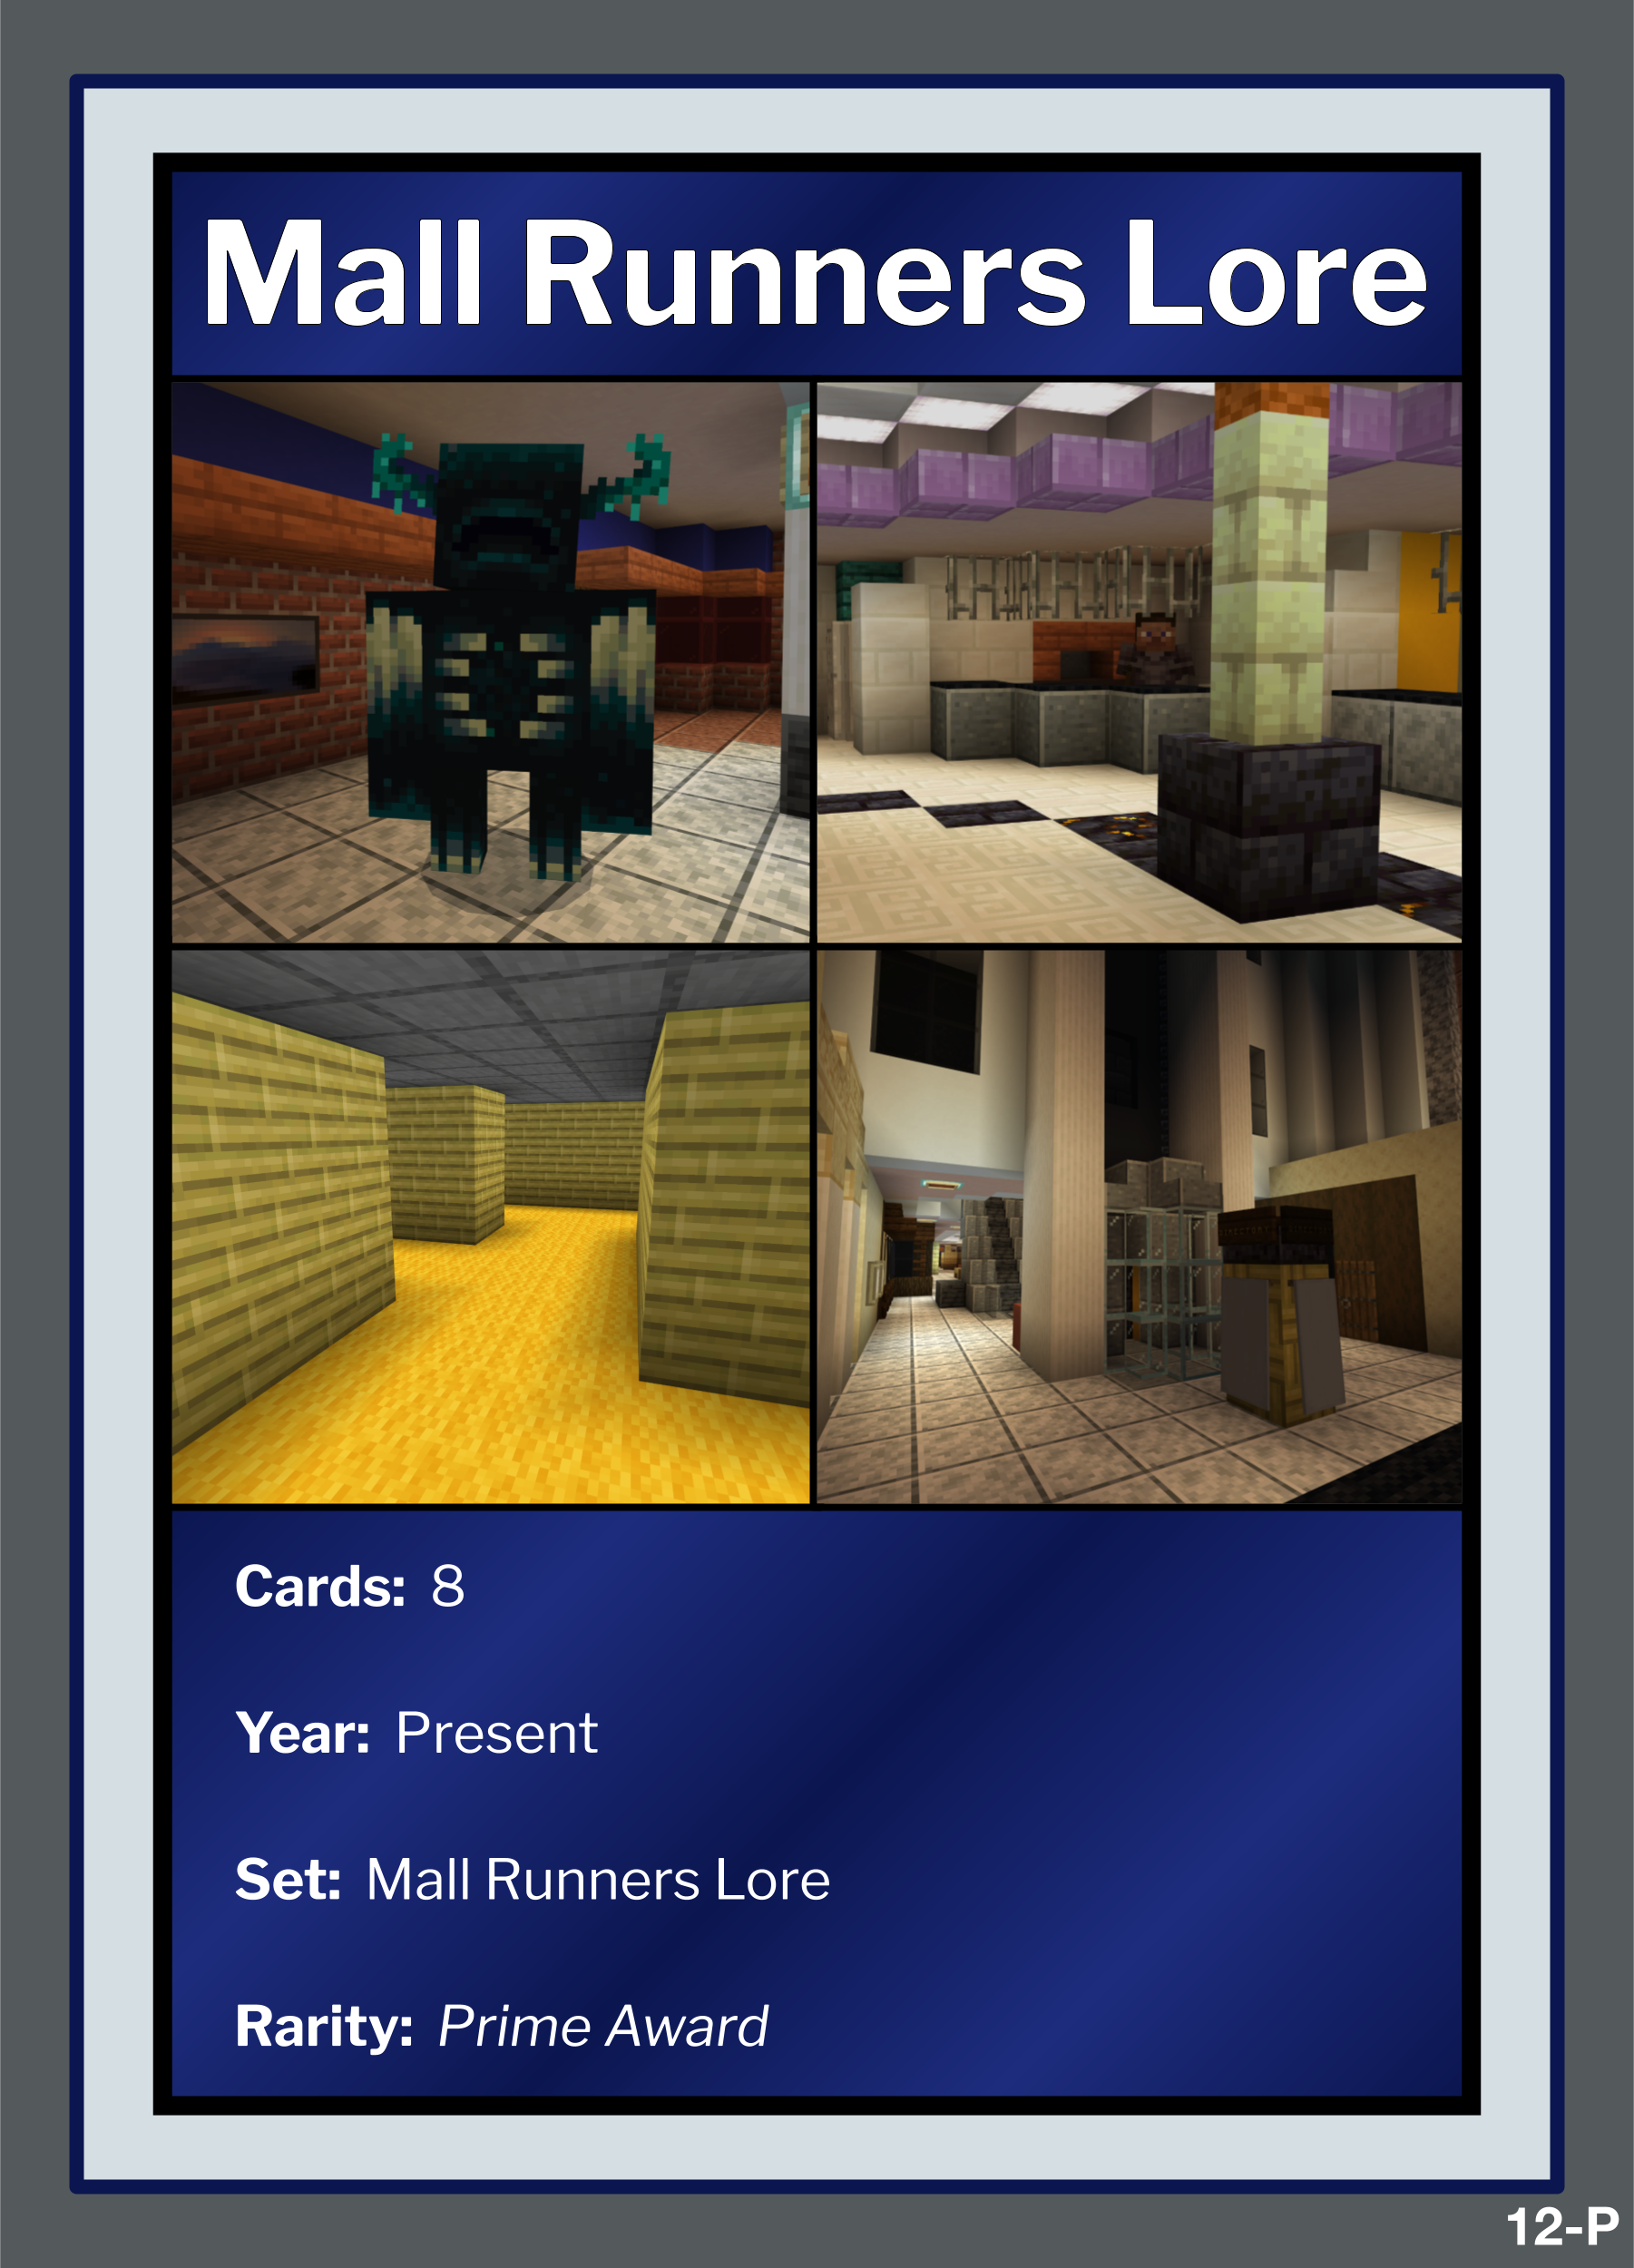 Mall Runners Lore
Cards: 8
Year: Present
Set: Mall Runners Lore
Rarity: Prime Award
12-P